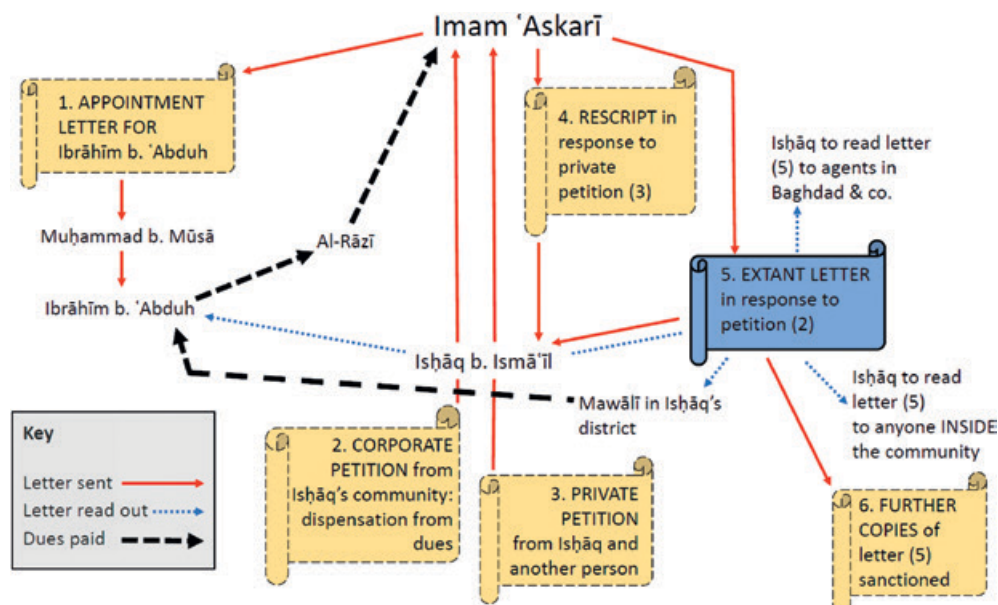 Imam ʿAskarī
1. APPOINTMENT
LETTER FOR
Ibrāhīm b. ʿAbduh
4. RESCRIPT in
response to
private
petition (3)
Isḥāq to read letter
(5) to agents in
Baghdad & co.
Muḥammad b. Mūsā
Al-Rāzī
Ibrāhīm b. ʿAbduh
5. EXTANT LETTER
in response to
petition (2)
Isḥāq b. Ismāʿīl
Mawālī in Isḥāq's
district
Isḥāq to read
letter (5)
to anyone INSIDE
the community
Key
Letter sent
Letter read out
Dues paid
2. CORPORATE
PETITION from
Isḥāq's community:
dispensation from
dues
3. PRIVATE
PETITION
from Isḥāq and
another person
6. FURTHER
COPIES of
letter (5)
sanctioned